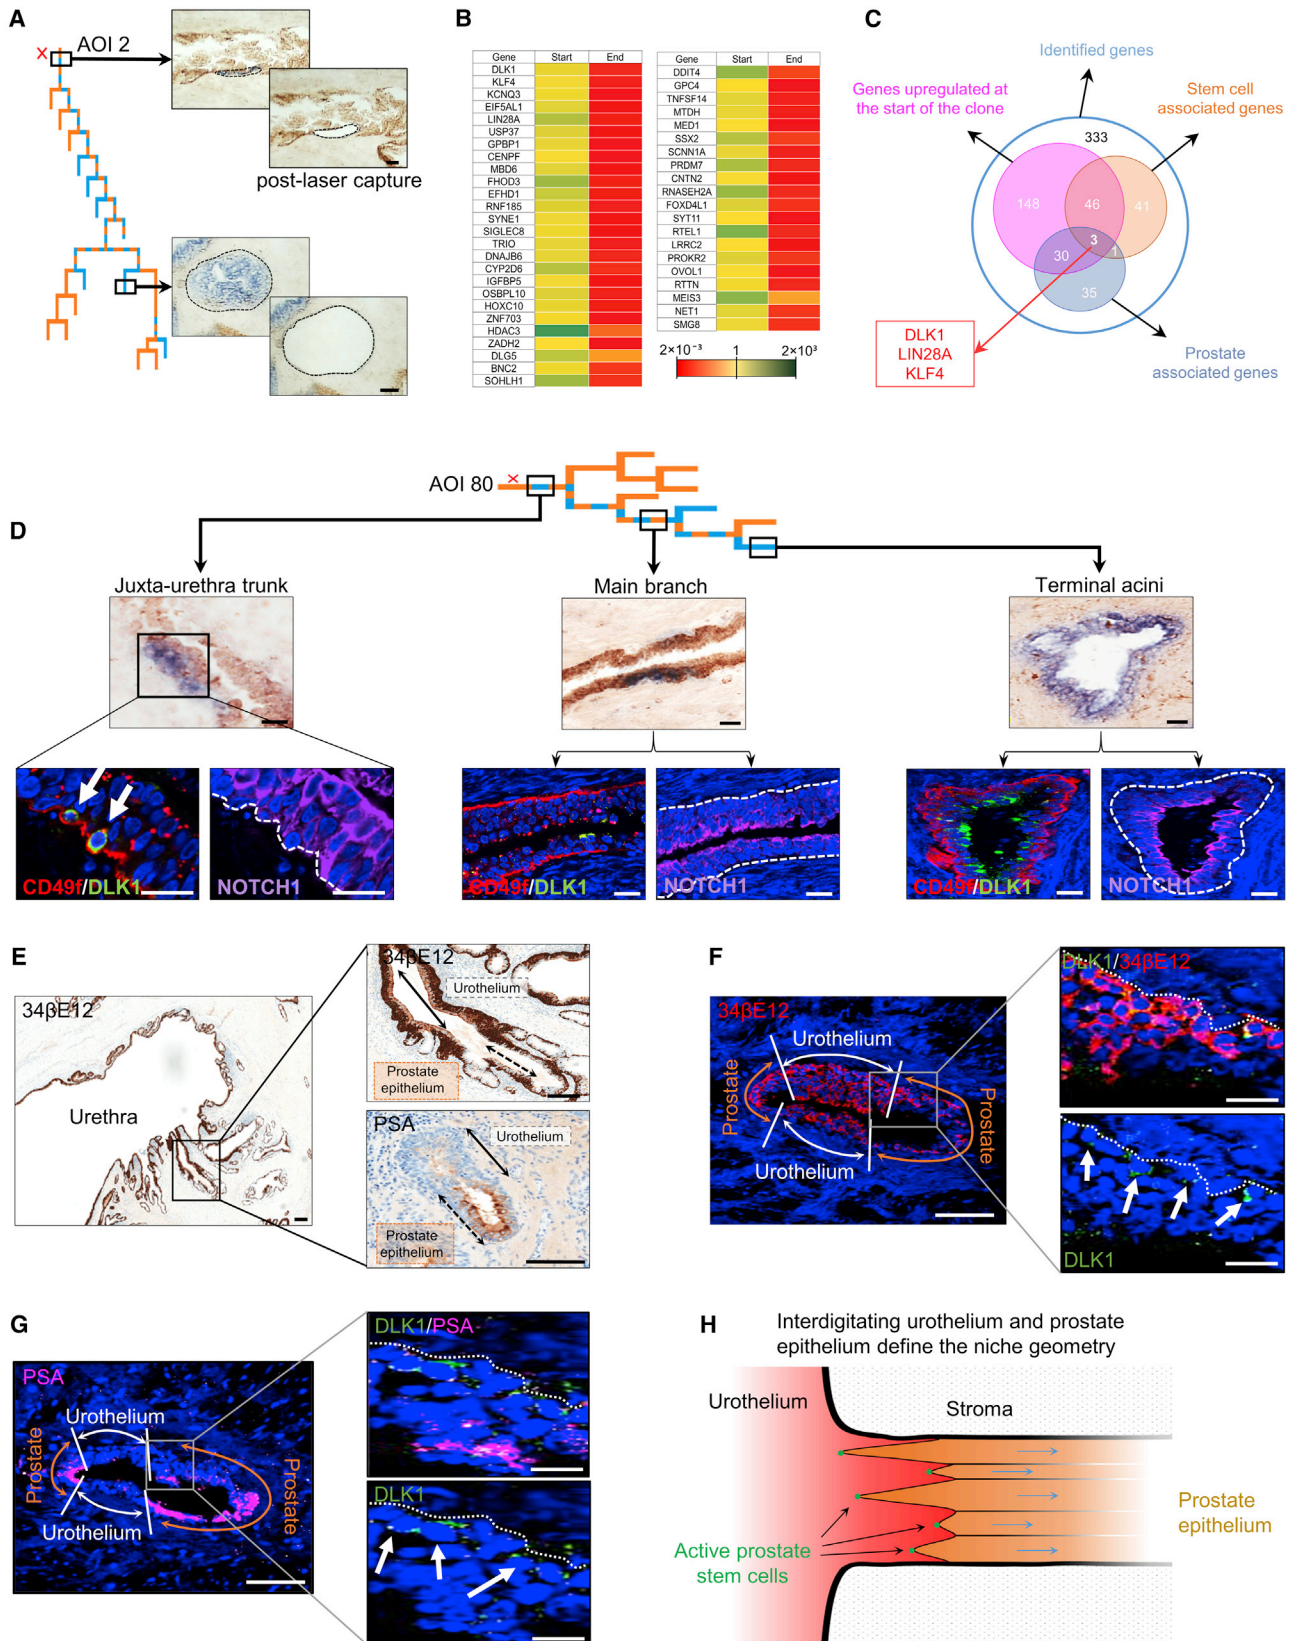 A
AOI 2
post-laser capture
B
Gene Start End
DLK1
KLF4
KCNQ3
EIF5AL1
LIN28A
USP37
GPBP1
CENPF
MBD6
FHOD3
EFHD1
RNF185
SYNE1
SIGLEC8
TRIO
DNAJB6
CYP2D6
IGFBP5
OSBPL10
HOXC10
ZNF703
HDAC3
ZADH2
DLG5
BNC2
SOHLH1
Gene Start End
DDIT4
GPC4
TNFSF14
MTDH
MED1
SSX2
SCNN1A
PRDM7
CNTN2
RNASEH2A
FOXD4L1
SYT11
RTEL1
LRRC2
PROKR2
OVOL1
RTTN
MEIS3
NET1
SMG8
2×10⁻³ 1 2×10³
C
Identified genes
Genes upregulated at
the start of the clone
Stem cell
associated genes
333
148
46
41
3
1
30
35
DLK1
LIN28A
KLF4
Prostate
associated genes
D
AOI 80
Juxta-urethra trunk
Main branch
Terminal acini
CD49f/DLK1
NOTCH1
CD49f/DLK1
NOTCH1
CD49f/DLK1
NOTCH1
E
34βE12
Urethra
34βE12
Urothelium
Prostate
epithelium
PSA
Urothelium
Prostate
epithelium
F
34βE12
Urothelium
Prostate
Prostate
Urothelium
DLK1/34βE12
DLK1
G
PSA
Urothelium
Prostate
Prostate
Urothelium
DLK1/PSA
DLK1
H
Interdigitating urothelium and prostate
epithelium define the niche geometry
Urothelium
Stroma
Prostate
epithelium
Active prostate
stem cells